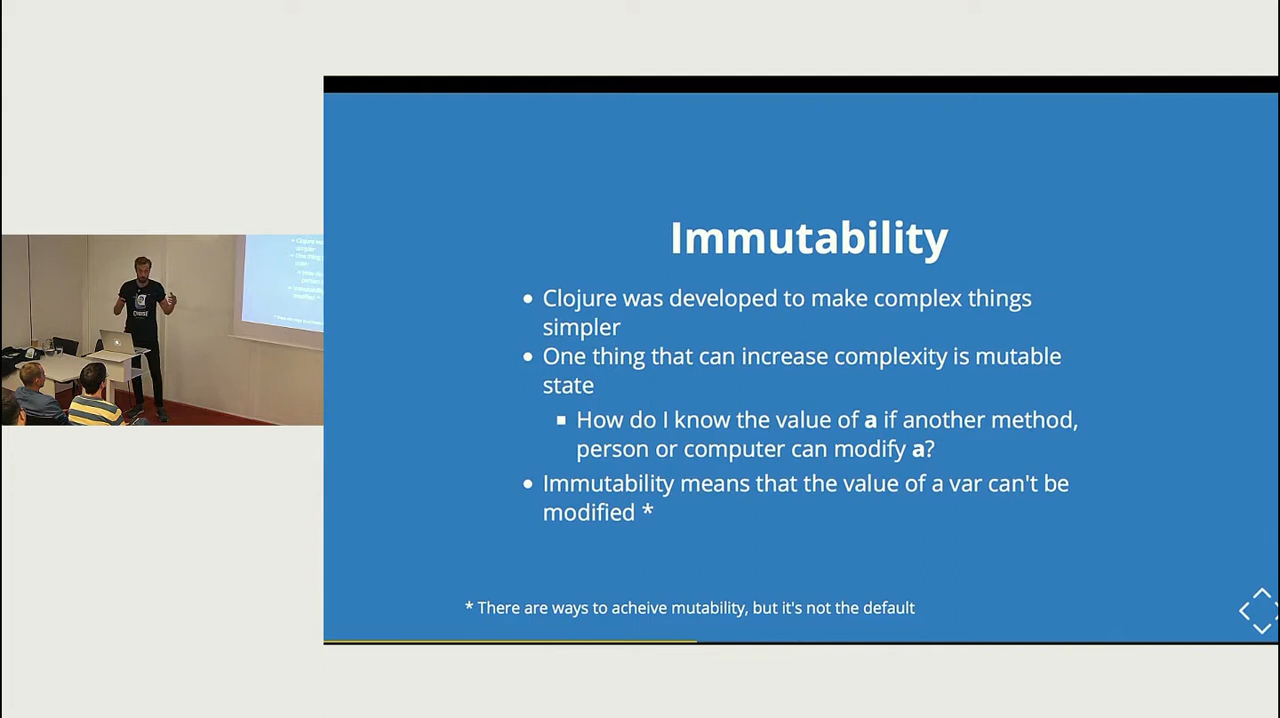 Immutability
Clojure was developed to make complex things
simpler
One thing that can increase complexity is mutable
state
How do I know the value of a if another method,
person or computer can modify a?
Immutability means that the value of a var can't be
modified *
* There are ways to acheive mutability, but it's not the default